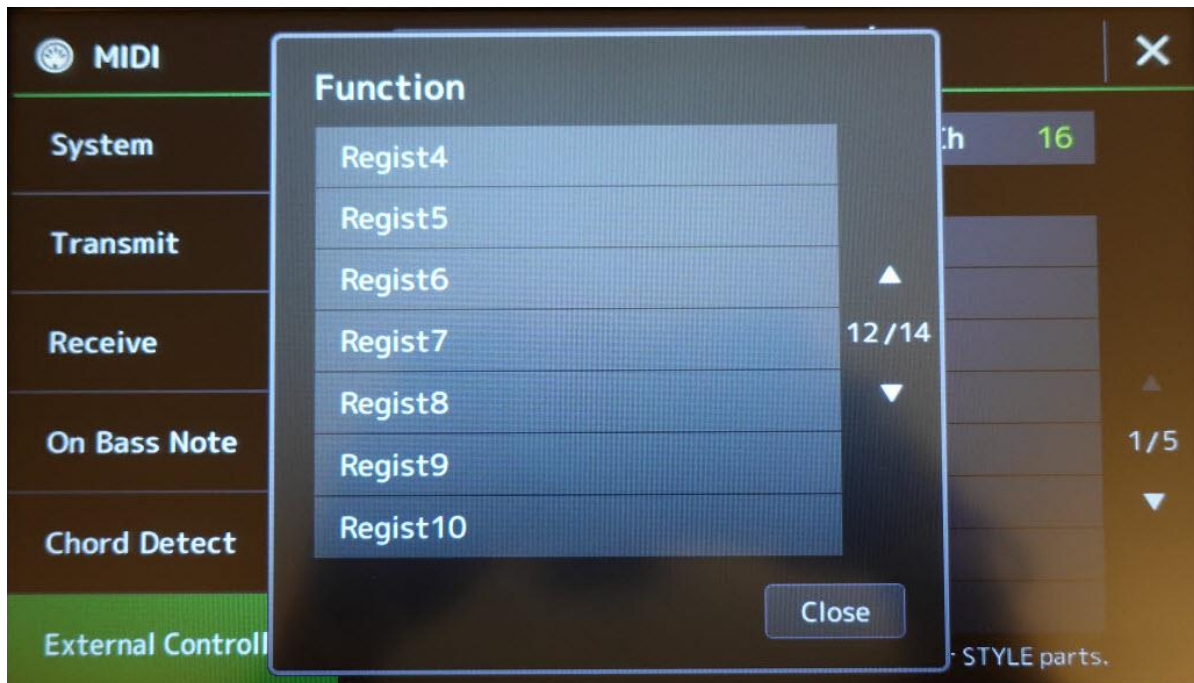 MIDI
System
Transmit
Receive
On Bass Note
Chord Detect
External Controll
Function
Regist4
Regist5
Regist6
Regist7
Regist8
Regist9
Regist10
12/14
Close
16
1/5
STYLE parts.